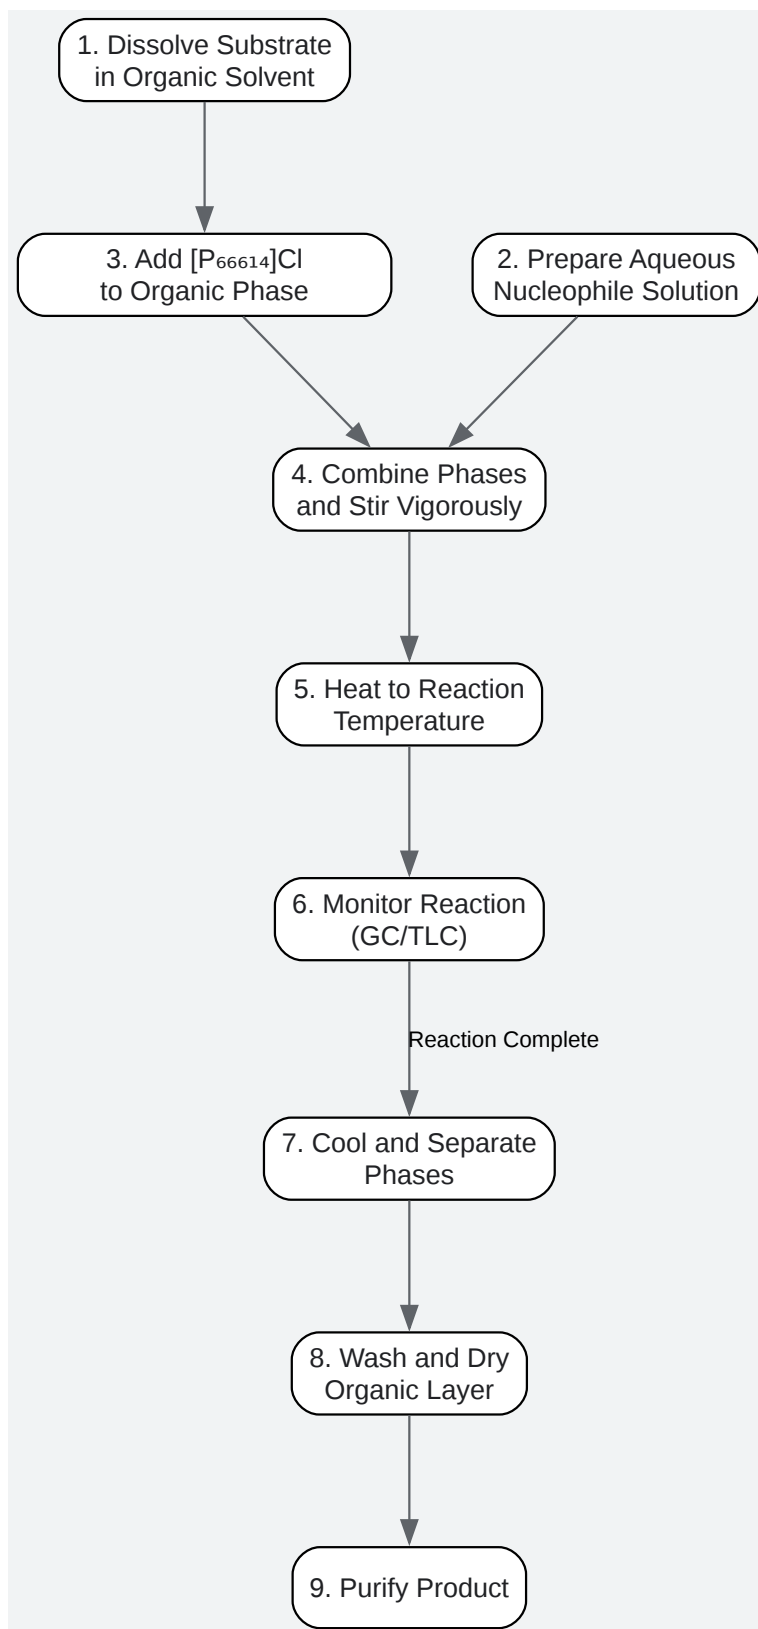 1. Dissolve Substrate
in Organic Solvent
3. Add [P₆₆₆₁₄]Cl
to Organic Phase
2. Prepare Aqueous
Nucleophile Solution
4. Combine Phases
and Stir Vigorously
5. Heat to Reaction
Temperature
6. Monitor Reaction
(GC/TLC)
Reaction Complete
7. Cool and Separate
Phases
8. Wash and Dry
Organic Layer
9. Purify Product